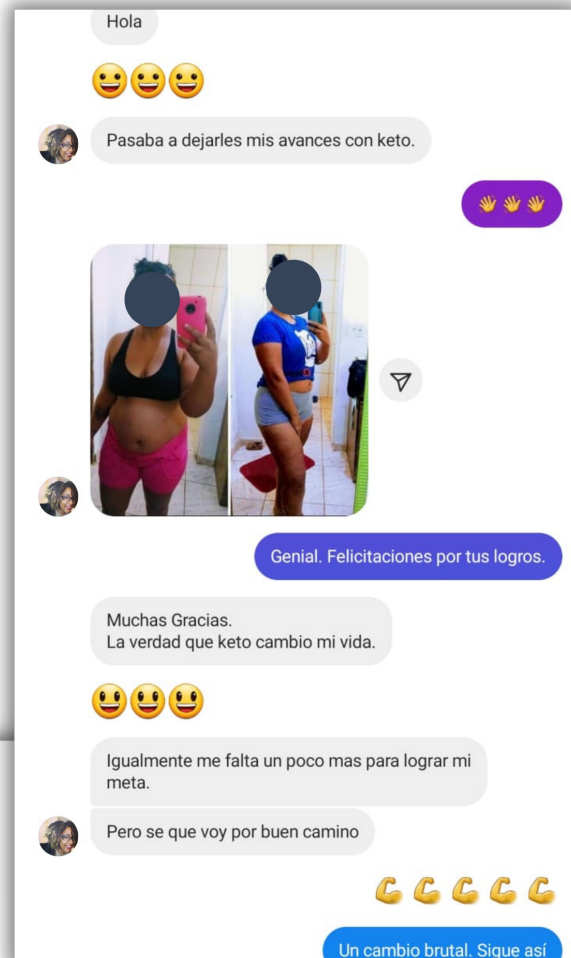 Hola
😀😀😀
Pasaba a dejarles mis avances con keto.
👋👋👋
Genial. Felicitaciones por tus logros.
Muchas Gracias.
La verdad que keto cambio mi vida.
😃😃😃
Igualmente me falta un poco mas para lograr mi
meta.
Pero se que voy por buen camino
💪💪💪💪💪
Un cambio brutal. Sigue así